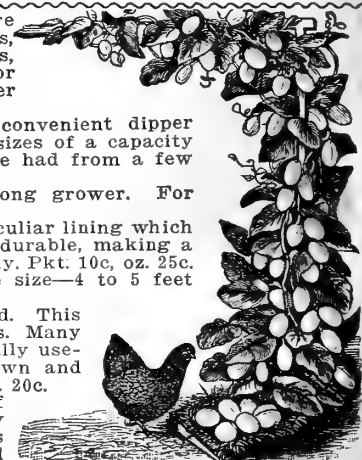 re
s,
s,
or
er
convenient dipper
sizes of a capacity
e had from a few
ong grower. For
culiar lining which
durable, making a
y. Pkt. 10c, oz. 25c.
e size—4 to 5 feet
d. This
s. Many
lly use-
wn and
. 20c.